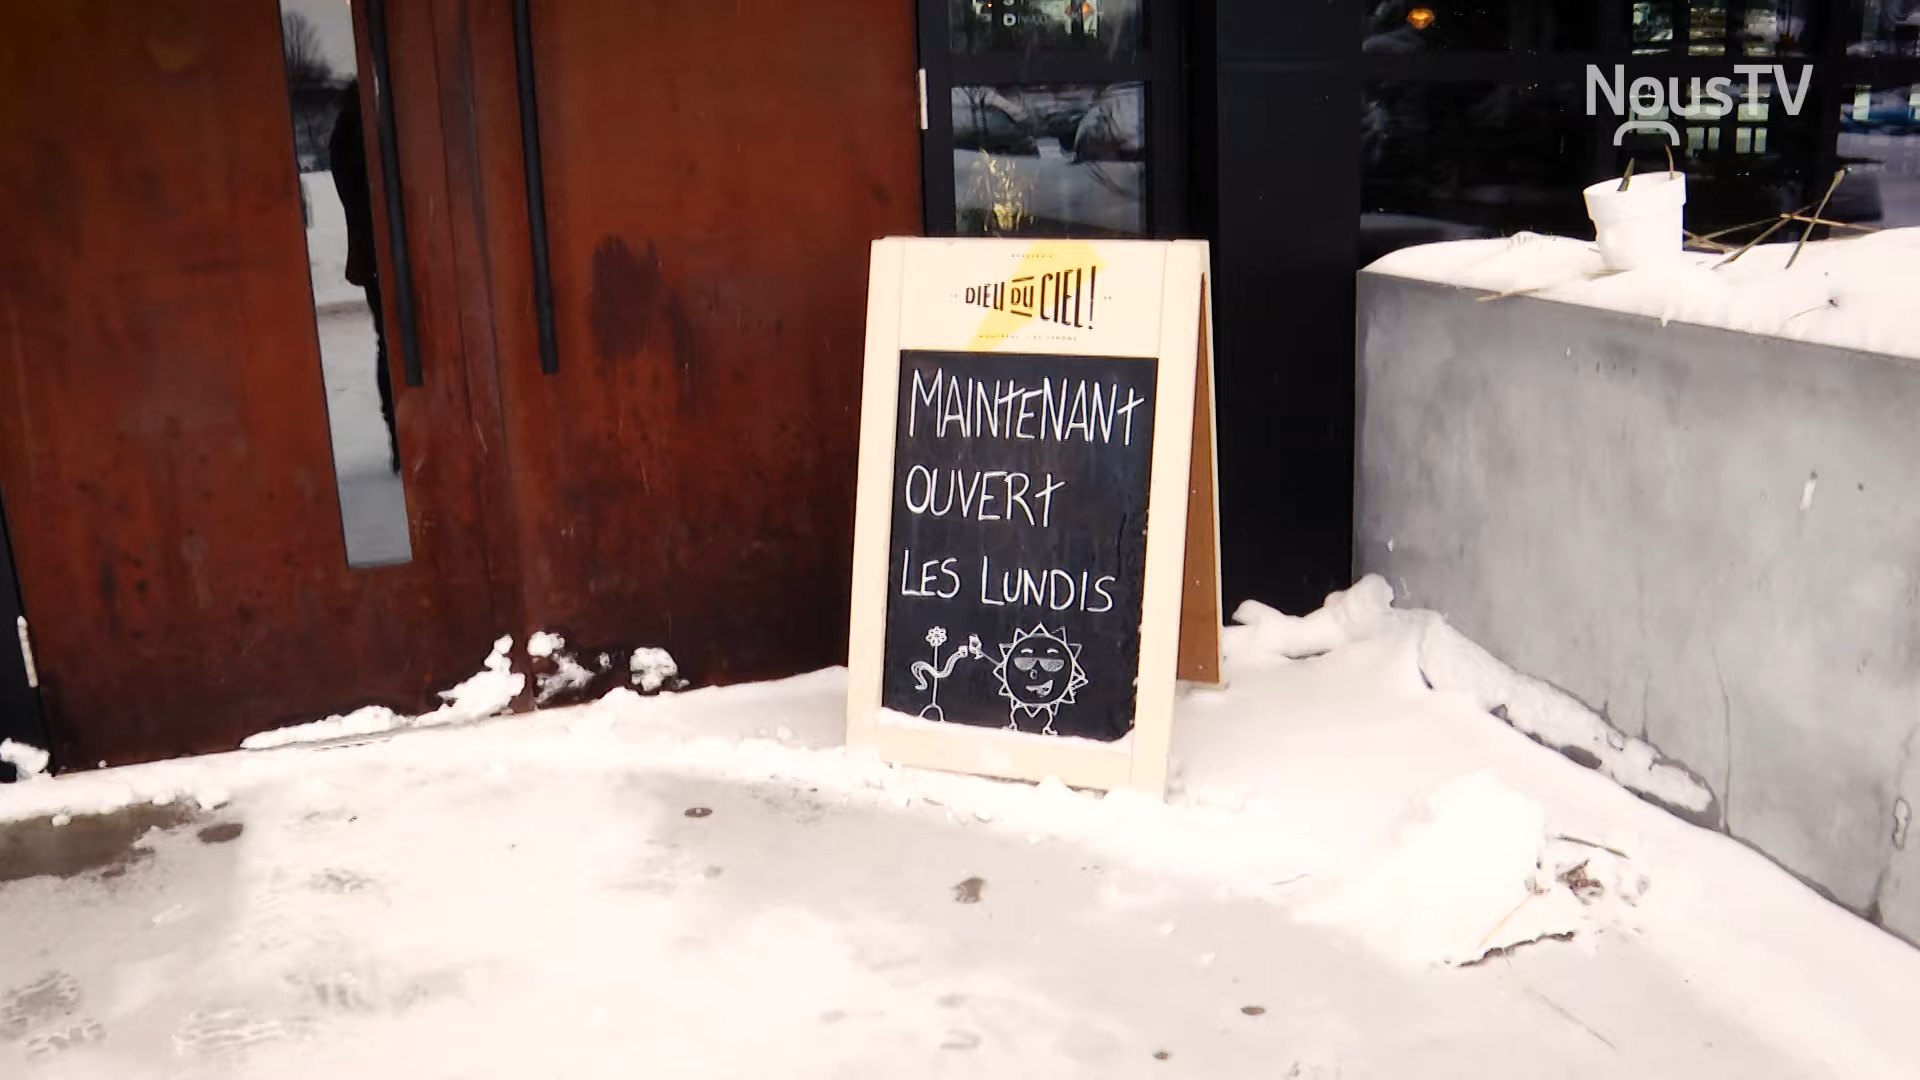 NousTV
DIEU DU CIEL!
MAINTENANT
OUVERT
LES LUNDIS